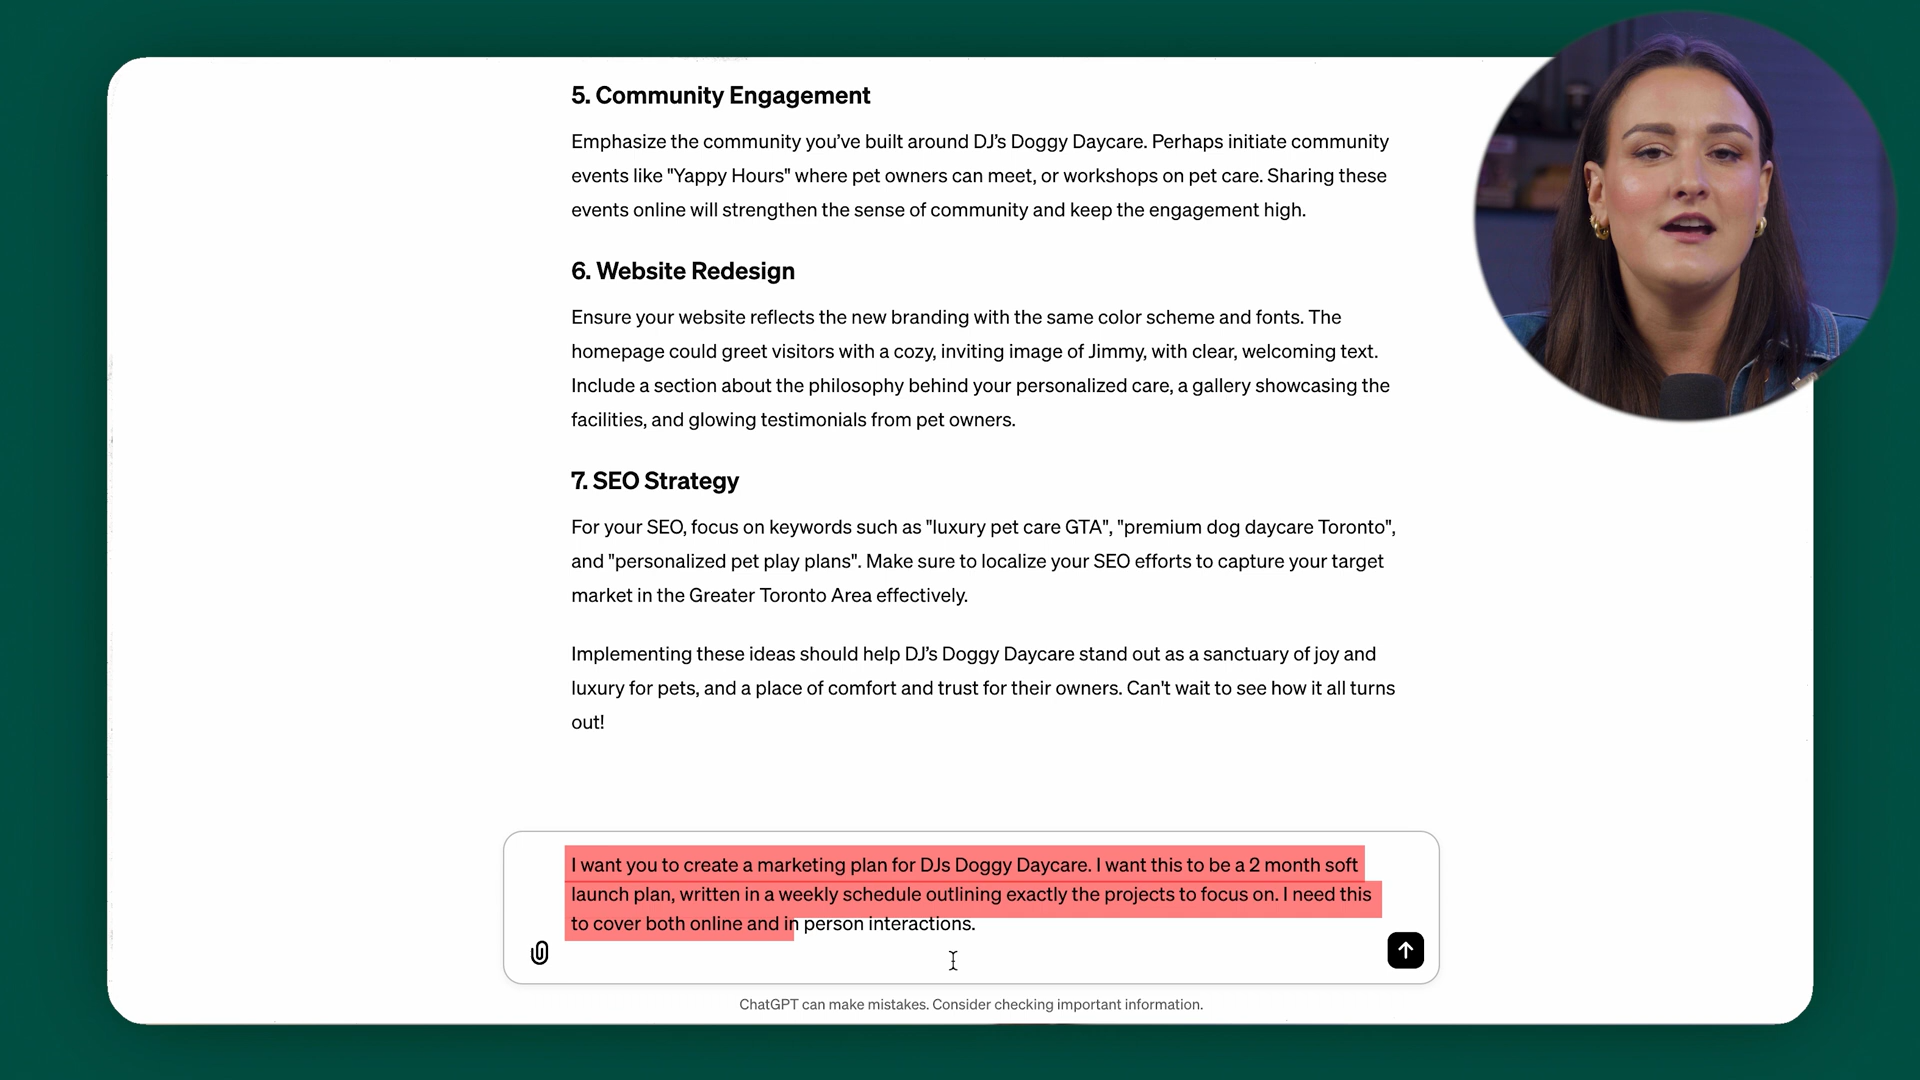 5. Community Engagement
Emphasize the community you’ve built around DJ’s Doggy Daycare. Perhaps initiate community
events like "Yappy Hours" where pet owners can meet, or workshops on pet care. Sharing these
events online will strengthen the sense of community and keep the engagement high.
6. Website Redesign
Ensure your website reflects the new branding with the same color scheme and fonts. The
homepage could greet visitors with a cozy, inviting image of Jimmy, with clear, welcoming text.
Include a section about the philosophy behind your personalized care, a gallery showcasing the
facilities, and glowing testimonials from pet owners.
7. SEO Strategy
For your SEO, focus on keywords such as "luxury pet care GTA", "premium dog daycare Toronto",
and "personalized pet play plans". Make sure to localize your SEO efforts to capture your target
market in the Greater Toronto Area effectively.
Implementing these ideas should help DJ’s Doggy Daycare stand out as a sanctuary of joy and
luxury for pets, and a place of comfort and trust for their owners. Can't wait to see how it all turns
out!
I want you to create a marketing plan for DJs Doggy Daycare. I want this to be a 2 month soft
launch plan, written in a weekly schedule outlining exactly the projects to focus on. I need this
to cover both online and in person interactions.
ChatGPT can make mistakes. Consider checking important information.